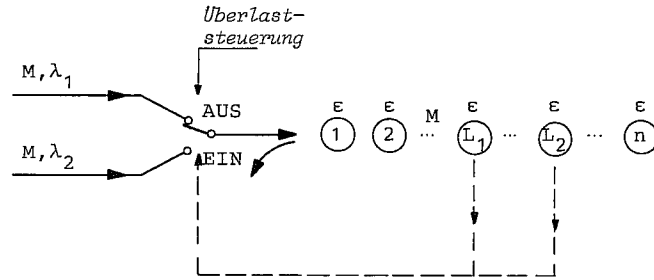 Überlast-
steuerung
M,λ₁
AUS
M,λ₂
EIN
ε ε M ε ε ε
1 2 ... L₁ ... L₂ ... n